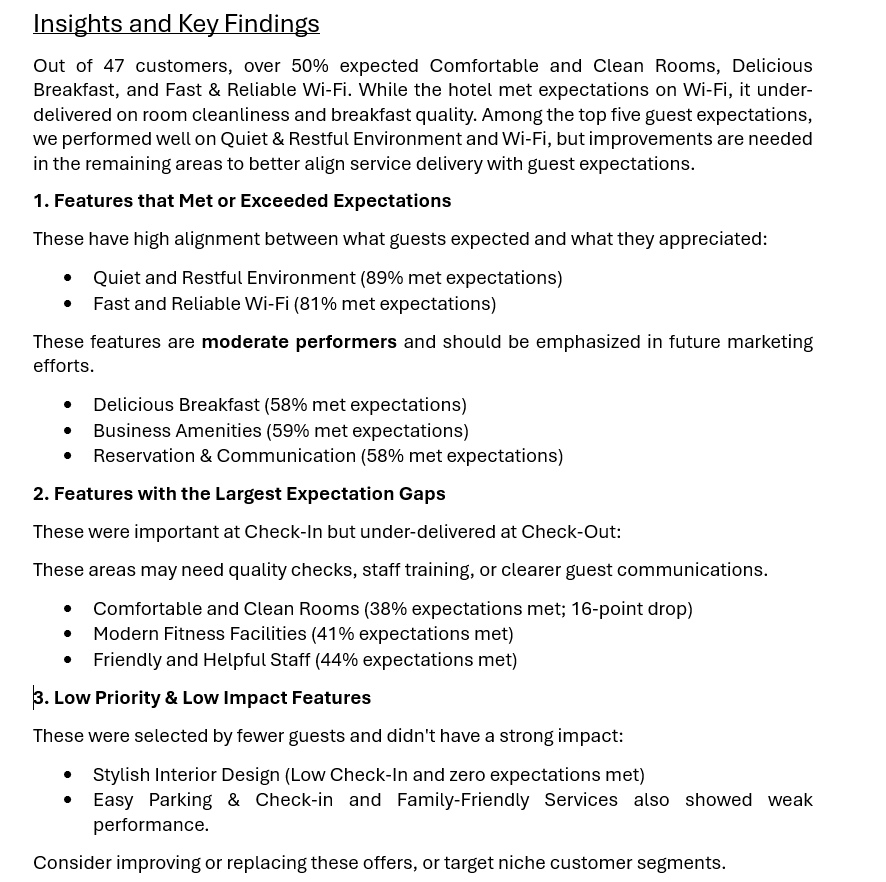 Insights and Key Findings
Out of 47 customers, over 50% expected Comfortable and Clean Rooms, Delicious
Breakfast, and Fast & Reliable Wi-Fi. While the hotel met expectations on Wi-Fi, it under-
delivered on room cleanliness and breakfast quality. Among the top five guest expectations,
we performed well on Quiet & Restful Environment and Wi-Fi, but improvements are needed
in the remaining areas to better align service delivery with guest expectations.
1. Features that Met or Exceeded Expectations
These have high alignment between what guests expected and what they appreciated:
• Quiet and Restful Environment (89% met expectations)
• Fast and Reliable Wi-Fi (81% met expectations)
These features are moderate performers and should be emphasized in future marketing
efforts.
• Delicious Breakfast (58% met expectations)
• Business Amenities (59% met expectations)
• Reservation & Communication (58% met expectations)
2. Features with the Largest Expectation Gaps
These were important at Check-In but under-delivered at Check-Out:
These areas may need quality checks, staff training, or clearer guest communications.
• Comfortable and Clean Rooms (38% expectations met; 16-point drop)
• Modern Fitness Facilities (41% expectations met)
• Friendly and Helpful Staff (44% expectations met)
3. Low Priority & Low Impact Features
These were selected by fewer guests and didn't have a strong impact:
• Stylish Interior Design (Low Check-In and zero expectations met)
• Easy Parking & Check-in and Family-Friendly Services also showed weak
performance.
Consider improving or replacing these offers, or target niche customer segments.